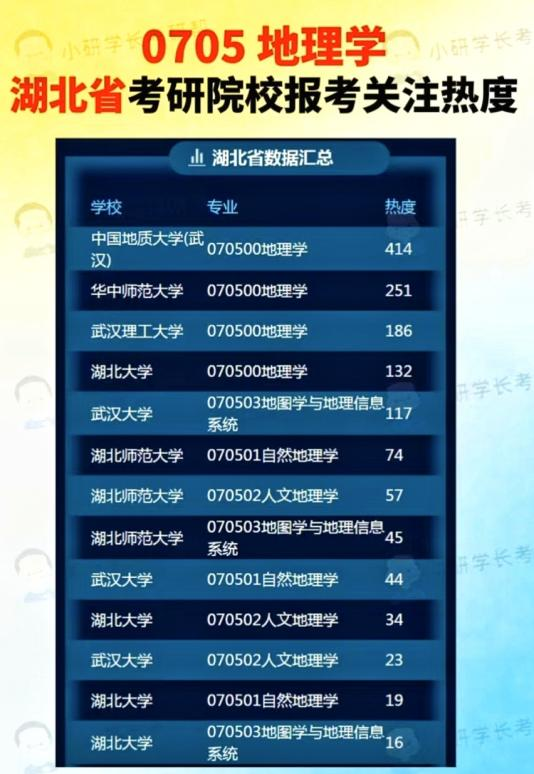 0705 地理学
湖北省考研院校报考关注热度
湖北省数据汇总
学校 专业 热度
中国地质大学(武汉) 070500地理学 414
华中师范大学 070500地理学 251
武汉理工大学 070500地理学 186
湖北大学 070500地理学 132
武汉大学 070503地图学与地理信息系统 117
湖北师范大学 070501自然地理学 74
湖北师范大学 070502人文地理学 57
湖北师范大学 070503地图学与地理信息系统 45
武汉大学 070501自然地理学 44
湖北大学 070502人文地理学 34
武汉大学 070502人文地理学 23
湖北大学 070501自然地理学 19
湖北大学 070503地图学与地理信息系统 16